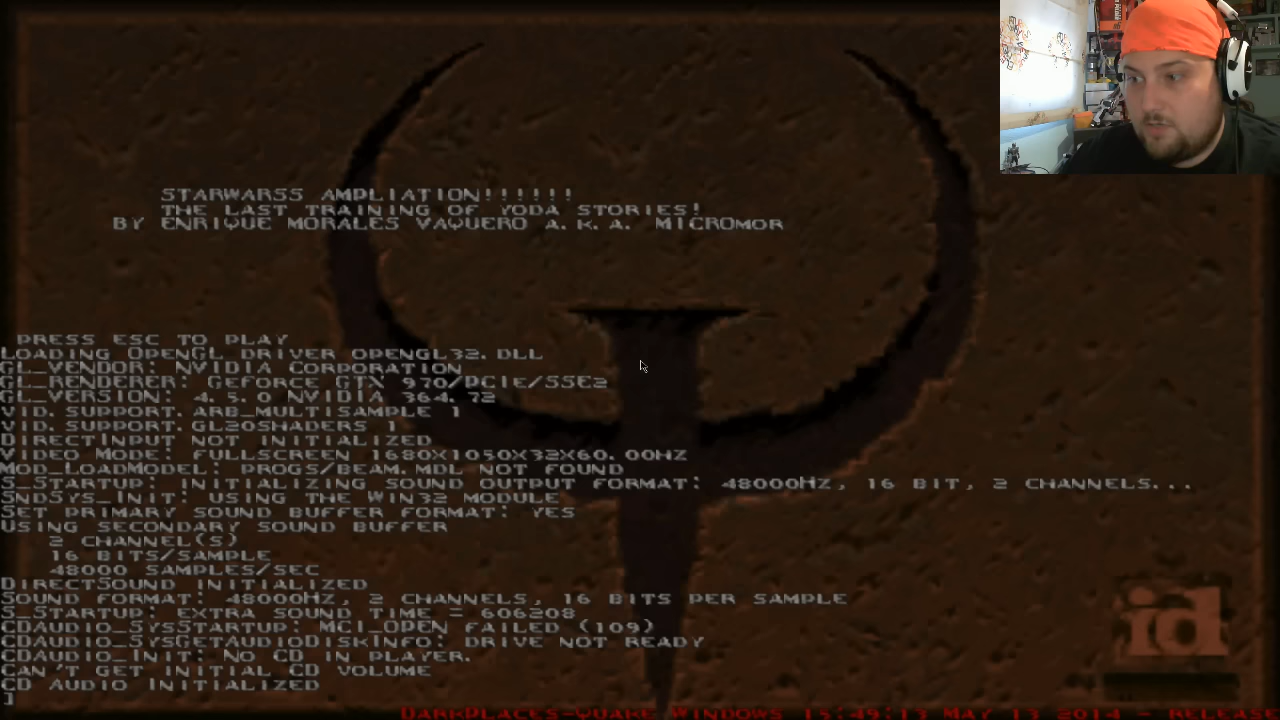 STARWARSS AMPLIATION!!!!!!
THE LAST TRAINING OF YODA STORIES!
BY ENRIQUE MORALES VAQUERO A.K.A. MICROMOR
PRESS ESC TO PLAY
LOADING OPENGL DRIVER OPENGL32.DLL
GL_VENDOR: NVIDIA CORPORATION
GL_RENDERER: GEFORCE GTX 970/PCIE/SSE2
GL_VERSION: 4.5.0 NVIDIA 364.72
VID.SUPPORT.ARB_MULTISAMPLE 1
VID.SUPPORT.GL20SHADERS 1
DIRECTINPUT NOT INITIALIZED
VIDEO MODE: FULLSCREEN 1680X1050X32X60.00HZ
MOD_LOADMODEL: PROGS/BEAM.MDL NOT FOUND
S_STARTUP: INITIALIZING SOUND OUTPUT FORMAT: 48000HZ, 16 BIT, 2 CHANNELS...
SNDSYS_INIT: USING THE WIN32 MODULE
SET PRIMARY SOUND BUFFER FORMAT: YES
USING SECONDARY SOUND BUFFER
2 CHANNEL(S)
16 BITS/SAMPLE
48000 SAMPLES/SEC
DIRECTSOUND INITIALIZED
SOUND FORMAT: 48000HZ, 2 CHANNELS, 16 BITS PER SAMPLE
S_STARTUP: EXTRA SOUND TIME = 606208
CDAUDIO_SYSSTARTUP: MCI_OPEN FAILED (109)
CDAUDIO_SYSGETAUDIODISKINFO: DRIVE NOT READY
CDAUDIO_INIT: NO CD IN PLAYER.
CAN'T GET INITIAL CD VOLUME
CD AUDIO INITIALIZED
]
id
DARKPLACES-QUAKE WINDOWS 15:49:13 MAY 13 2014 - RELEASE